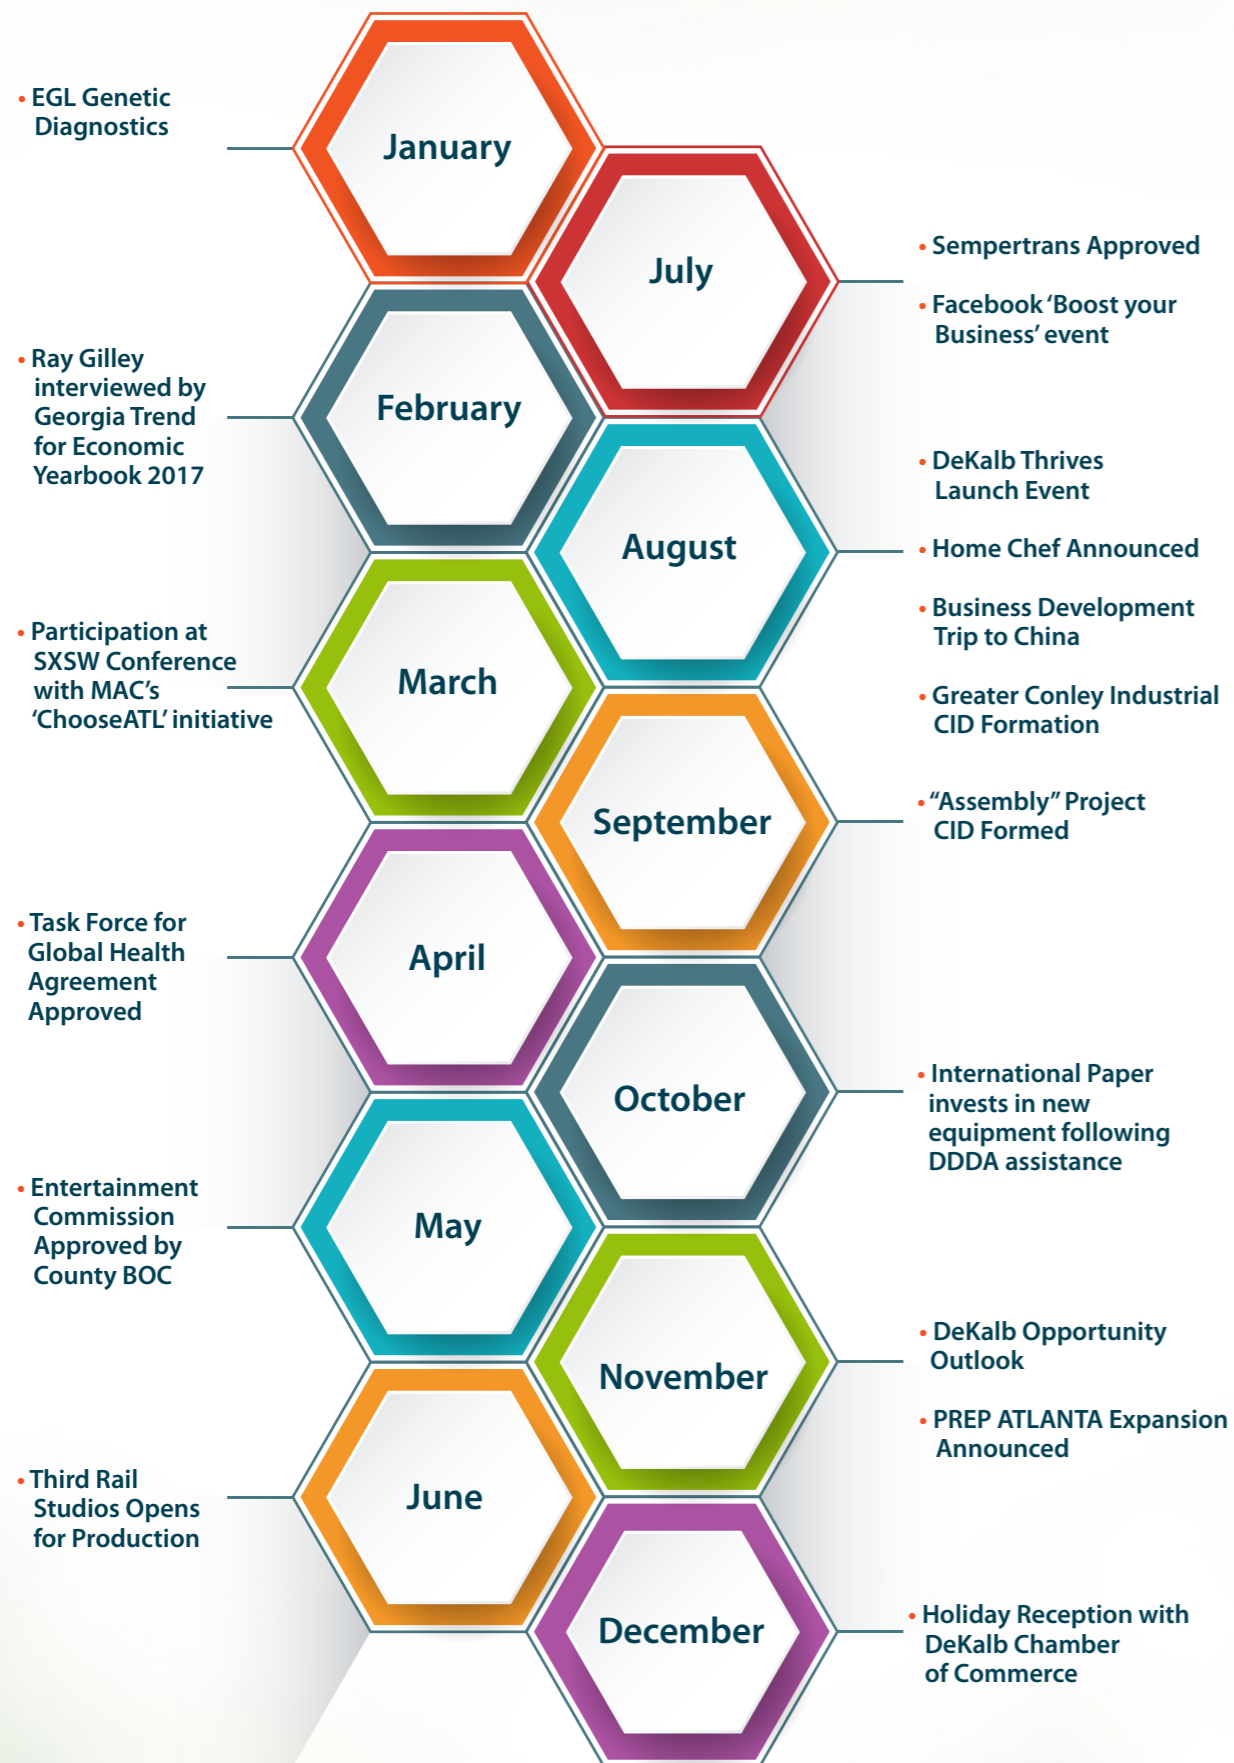 • EGL Genetic
Diagnostics
January
• Ray Gilley
interviewed by
Georgia Trend
for Economic
Yearbook 2017
February
• Participation at
SXSW Conference
with MAC’s
‘ChooseATL’ initiative
March
• Task Force for
Global Health
Agreement
Approved
April
• Entertainment
Commission
Approved by
County BOC
May
• Third Rail
Studios Opens
for Production
June
July
• Sempertrans Approved
• Facebook ‘Boost your
Business’ event
August
• DeKalb Thrives
Launch Event
• Home Chef Announced
• Business Development
Trip to China
• Greater Conley Industrial
CID Formation
September
• “Assembly” Project
CID Formed
October
• International Paper
invests in new
equipment following
DDDA assistance
November
• DeKalb Opportunity
Outlook
• PREP ATLANTA Expansion
Announced
December
• Holiday Reception with
DeKalb Chamber
of Commerce